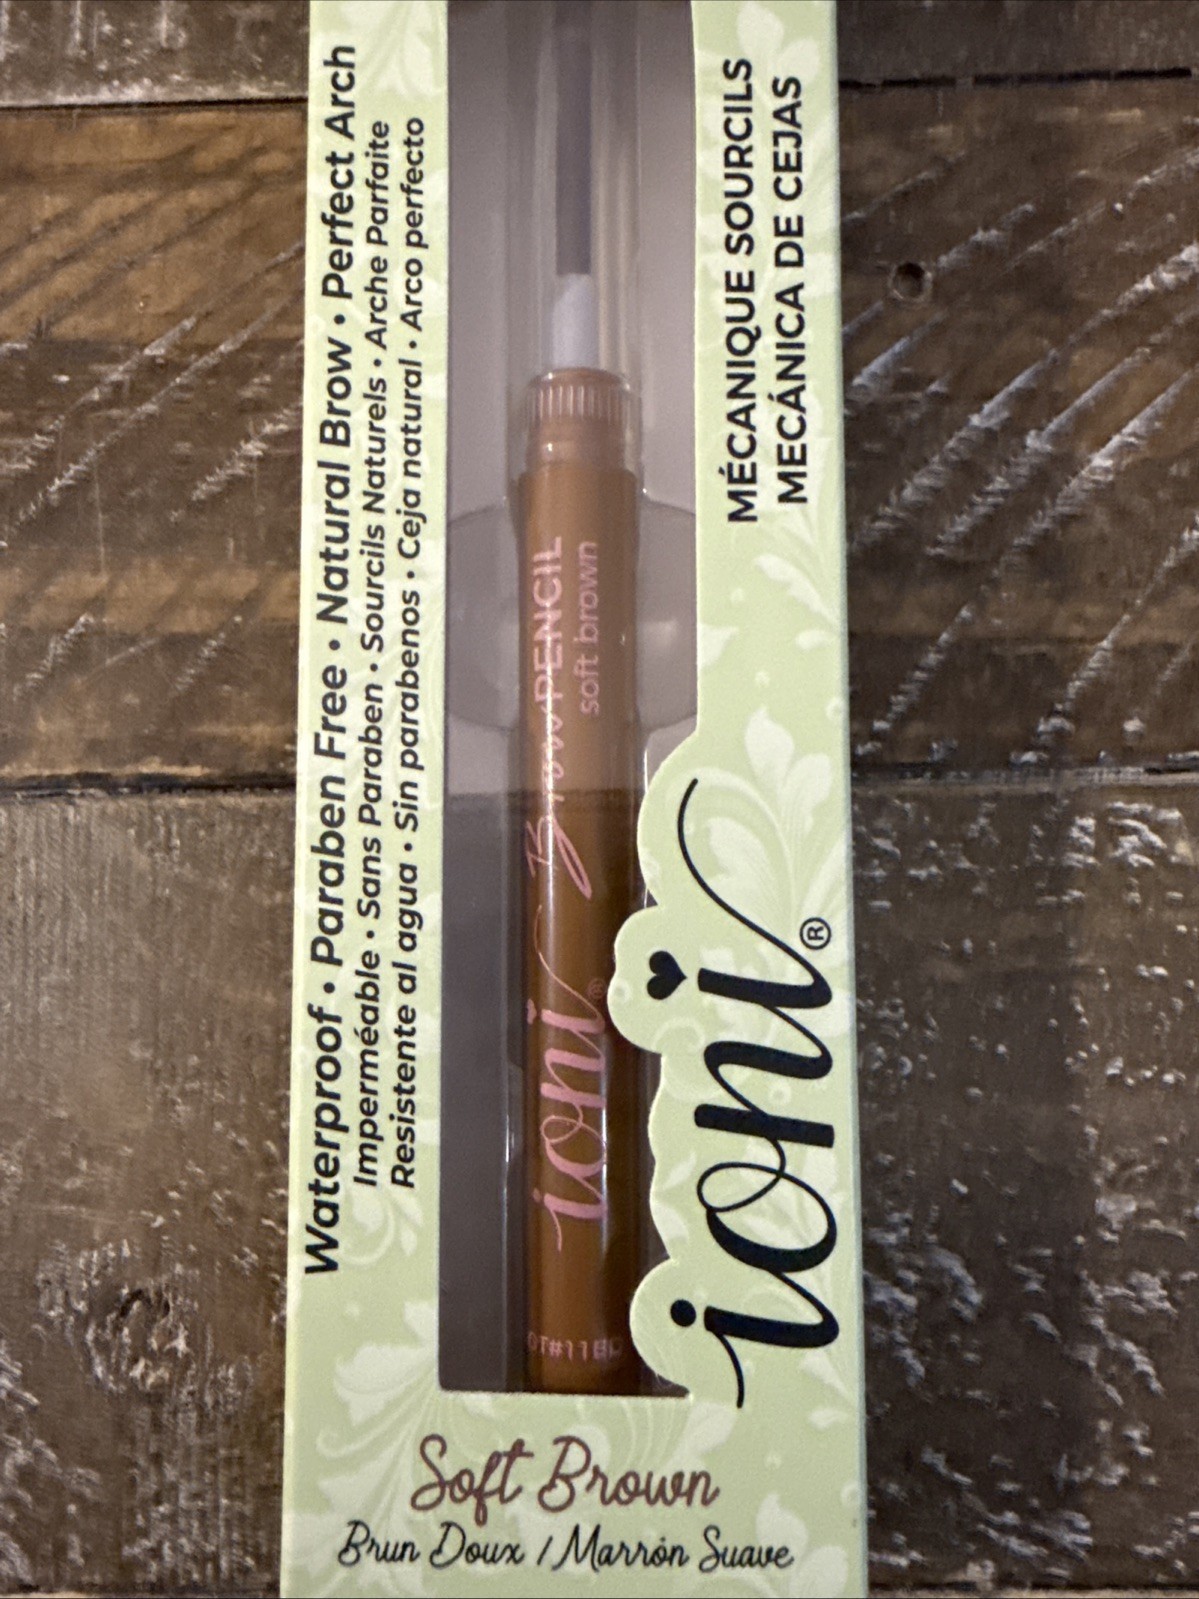 Waterproof • Paraben Free • Natural Brow • Perfect Arch
Imperméable • Sans Paraben • Sourcils Naturels • Arche Parfaite
Resistente al agua • Sin parabenos • Ceja natural • Arco perfecto
ioni® Brow PENCIL
soft brown
OT#11
MÉCANIQUE SOURCILS
MECÁNICA DE CEJAS
ioni®
Soft Brown
Brun Doux / Marrón Suave